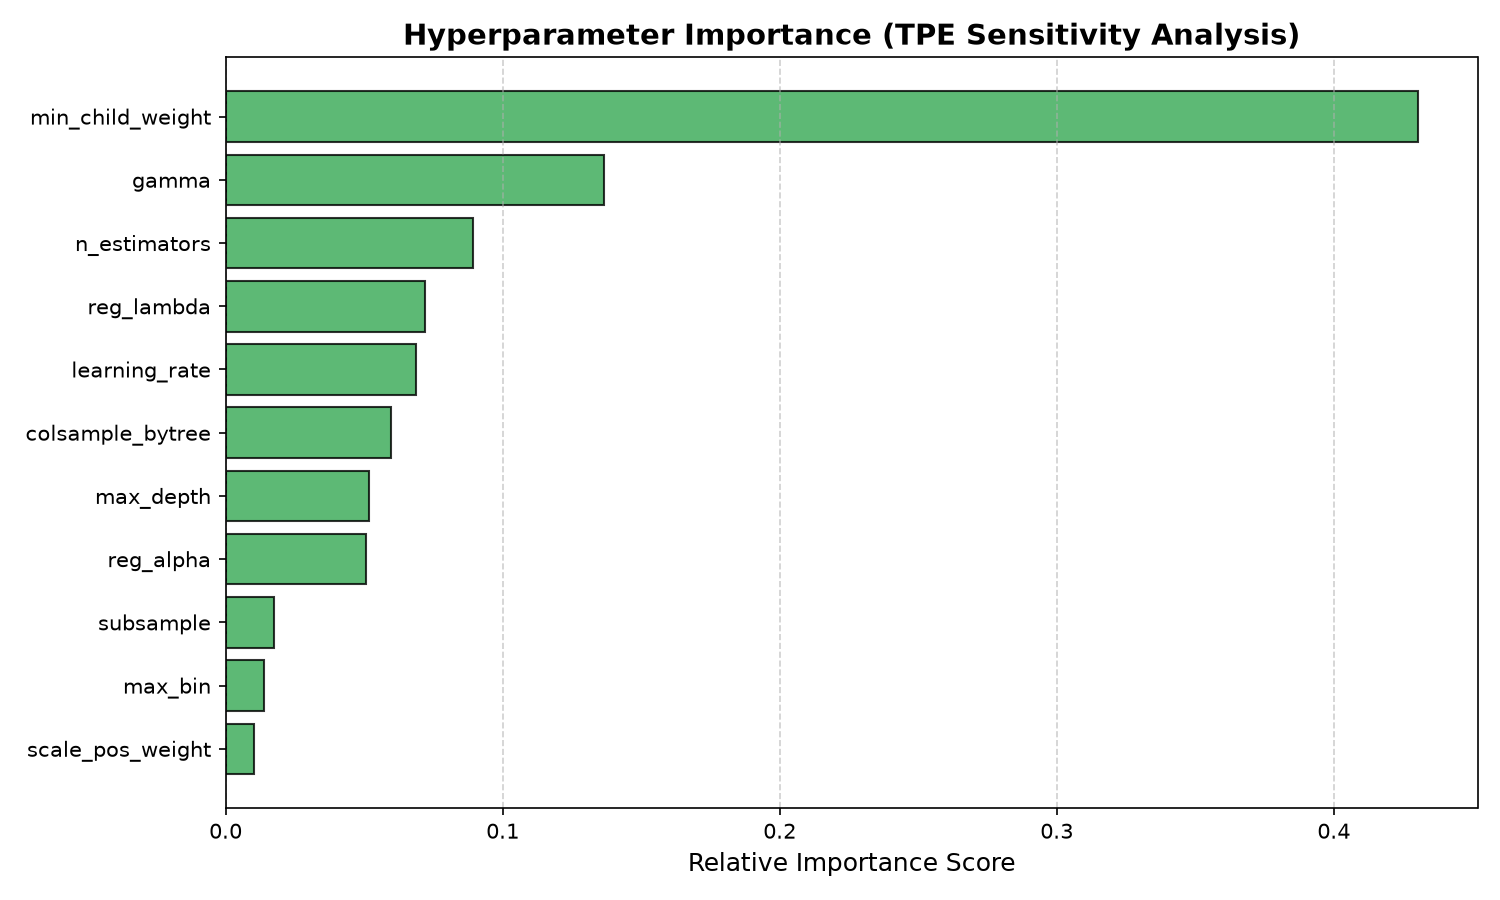 Hyperparameter Importance (TPE Sensitivity Analysis)
min_child_weight
gamma
n_estimators
reg_lambda
learning_rate
colsample_bytree
max_depth
reg_alpha
subsample
max_bin
scale_pos_weight
0.0 0.1 0.2 0.3 0.4
Relative Importance Score